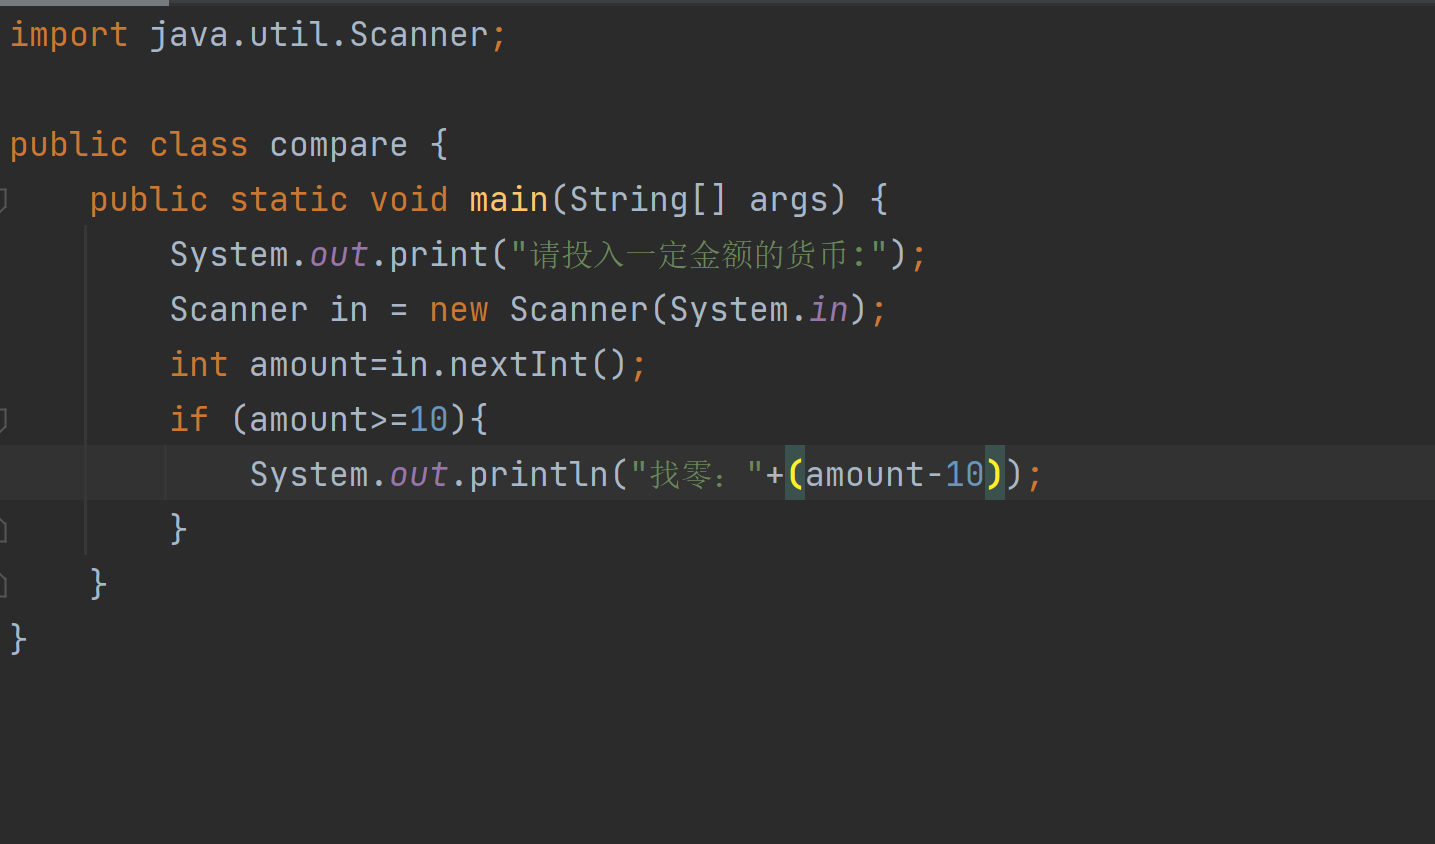 import java.util.Scanner;
public class compare {
public static void main(String[] args) {
System.out.print("请投入一定金额的货币:");
Scanner in = new Scanner(System.in);
int amount=in.nextInt();
if (amount>=10){
System.out.println("找零: "+(amount-10));
}
}
}